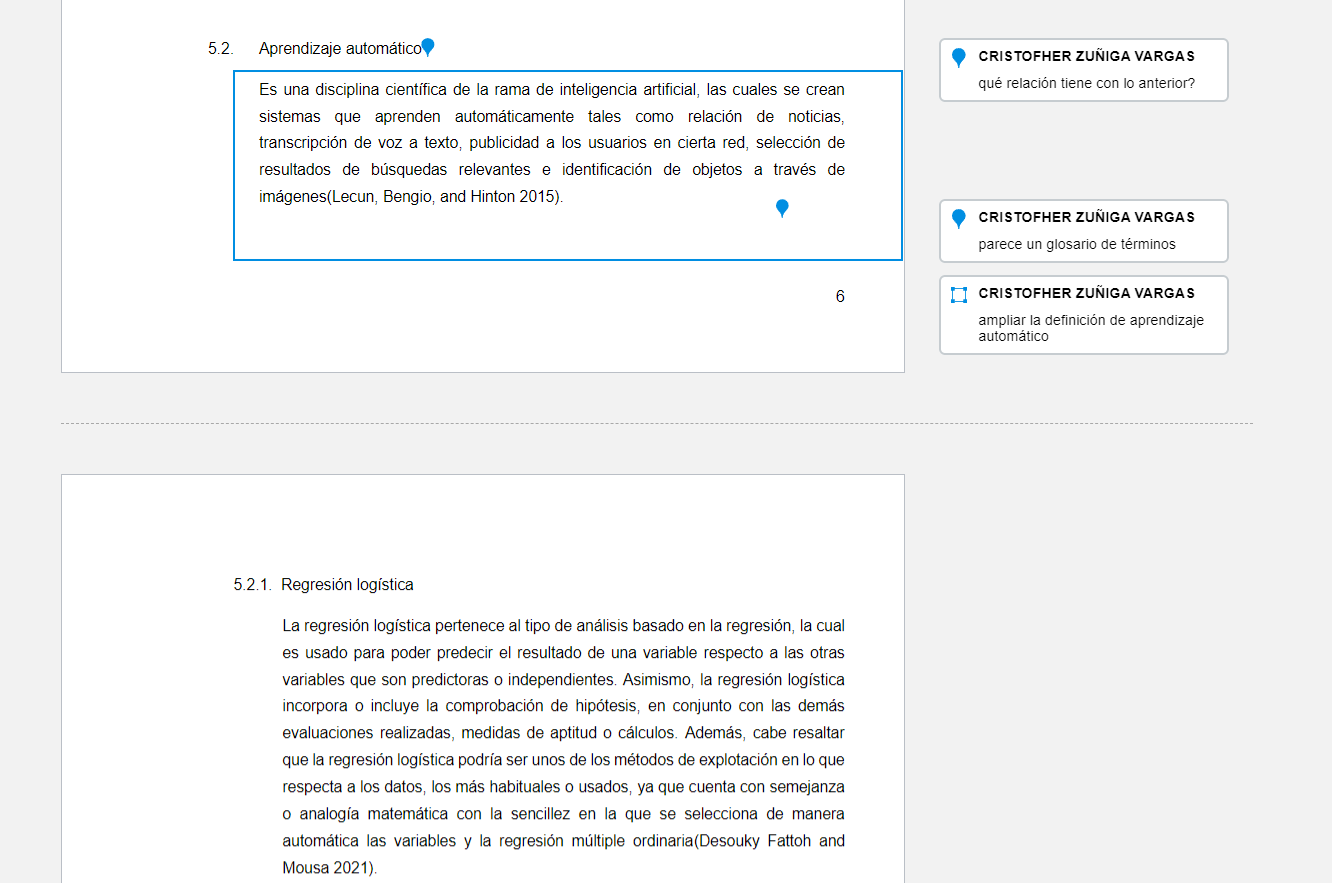 5.2. Aprendizaje automático
Es una disciplina científica de la rama de inteligencia artificial, las cuales se crean
sistemas que aprenden automáticamente tales como relación de noticias,
transcripción de voz a texto, publicidad a los usuarios en cierta red, selección de
resultados de búsquedas relevantes e identificación de objetos a través de
imágenes(Lecun, Bengio, and Hinton 2015).
6
CRISTOFHER ZUÑIGA VARGAS
qué relación tiene con lo anterior?
CRISTOFHER ZUÑIGA VARGAS
parece un glosario de términos
CRISTOFHER ZUÑIGA VARGAS
ampliar la definición de aprendizaje
automático
5.2.1. Regresión logística
La regresión logística pertenece al tipo de análisis basado en la regresión, la cual
es usado para poder predecir el resultado de una variable respecto a las otras
variables que son predictoras o independientes. Asimismo, la regresión logística
incorpora o incluye la comprobación de hipótesis, en conjunto con las demás
evaluaciones realizadas, medidas de aptitud o cálculos. Además, cabe resaltar
que la regresión logística podría ser unos de los métodos de explotación en lo que
respecta a los datos, los más habituales o usados, ya que cuenta con semejanza
o analogía matemática con la sencillez en la que se selecciona de manera
automática las variables y la regresión múltiple ordinaria(Desouky Fattoh and
Mousa 2021).